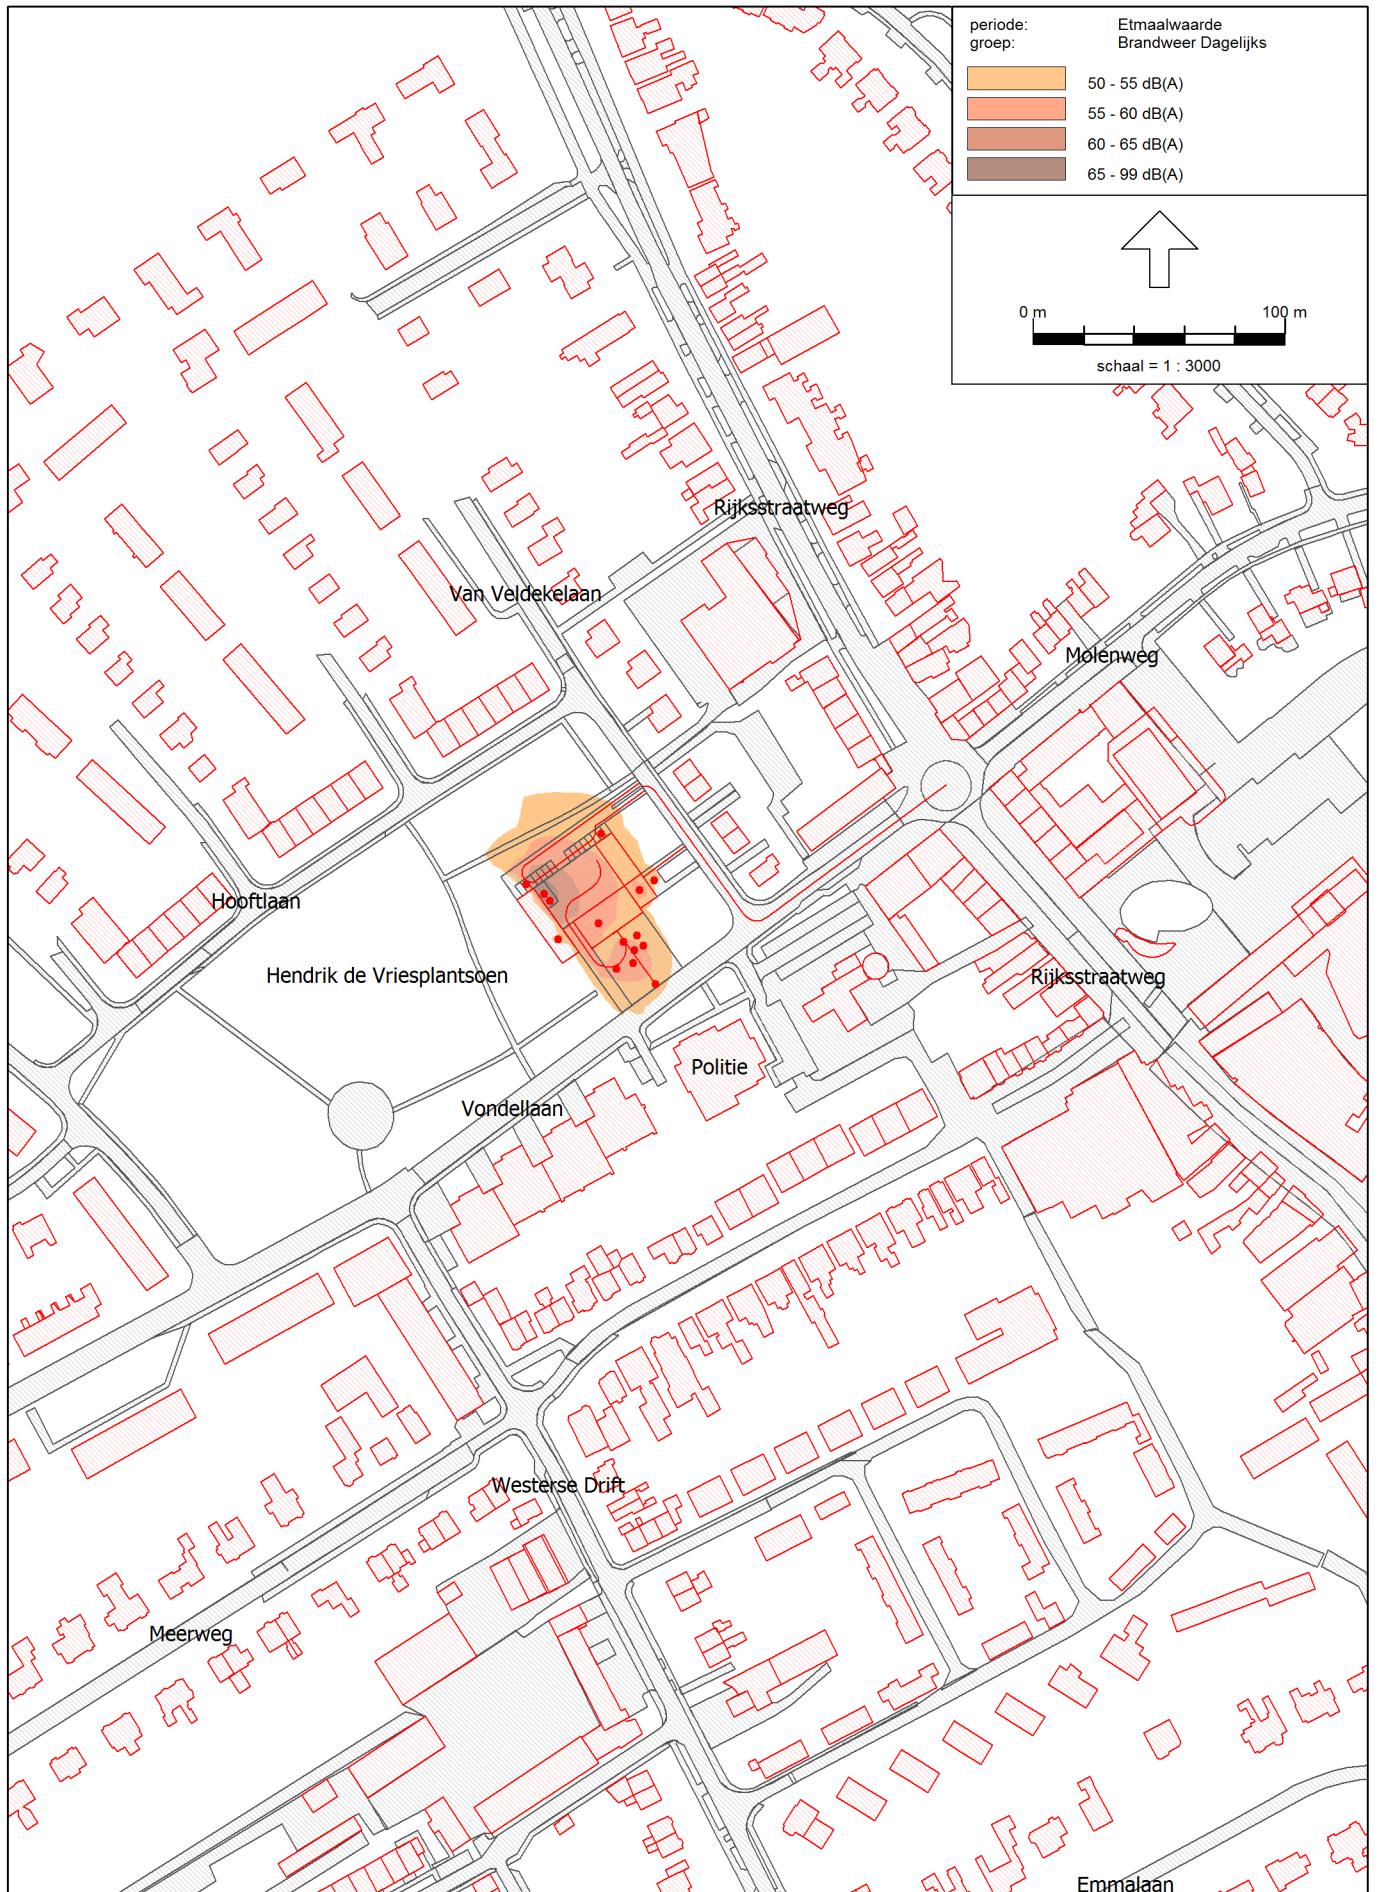 periode: Etmaalwaarde
groep: Brandweer Dagelijks
50 - 55 dB(A)
55 - 60 dB(A)
60 - 65 dB(A)
65 - 99 dB(A)
0 m 100 m
schaal = 1 : 3000
Rijksstraatweg
Van Veldekelaan
Molenweg
Hooftlaan
Hendrik de Vriesplantsoen
Rijksstraatweg
Politie
Vondellaan
Westerse Drift
Meerweg
Emmalaan